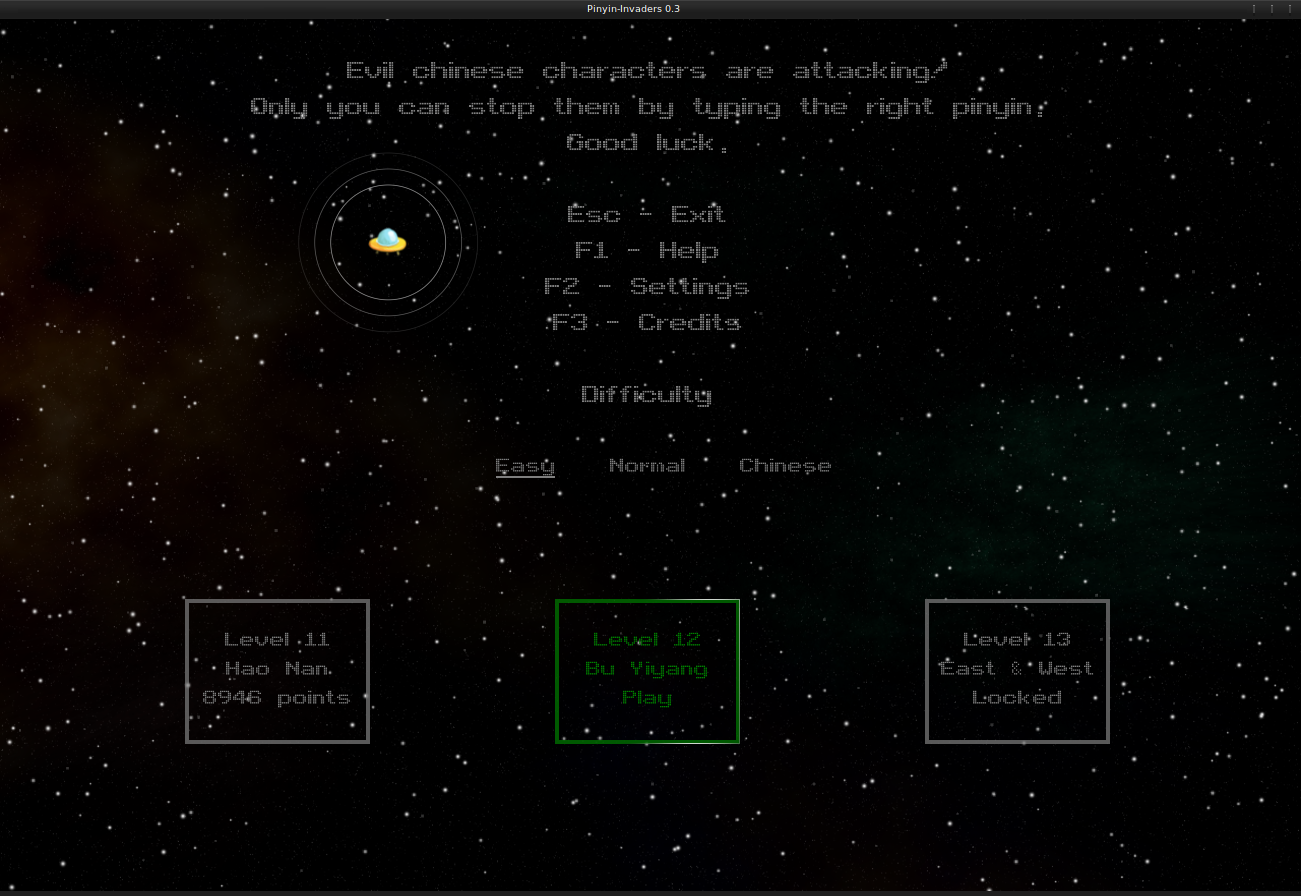 Pinyin-Invaders 0.3
Evil chinese characters are attacking!
Only you can stop them by typing the right pinyin.
Good luck.
Esc - Exit
F1 - Help
F2 - Settings
F3 - Credits
Difficulty
Easy Normal Chinese
Level 11
Hao Nan
8946 points
Level 12
Bu Yiyang
Play
Level 13
East & West
Locked